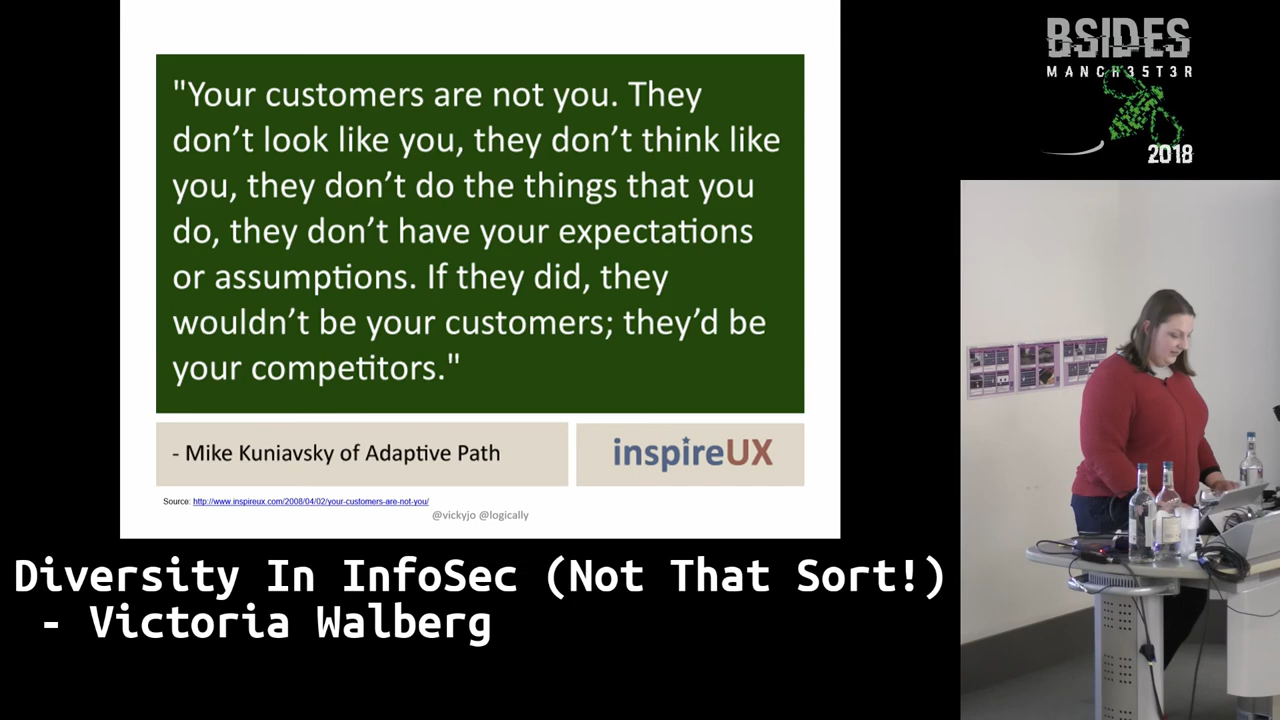 "Your customers are not you. They
don't look like you, they don't think like
you, they don't do the things that you
do, they don't have your expectations
or assumptions. If they did, they
wouldn't be your customers; they'd be
your competitors."
- Mike Kuniavsky of Adaptive Path
inspireUX
Source: http://www.inspireux.com/2008/04/02/your-customers-are-not-you/
@vickyjo @logically
BSIDES
MANCH35T3R
2018
Diversity In InfoSec (Not That Sort!)
- Victoria Walberg